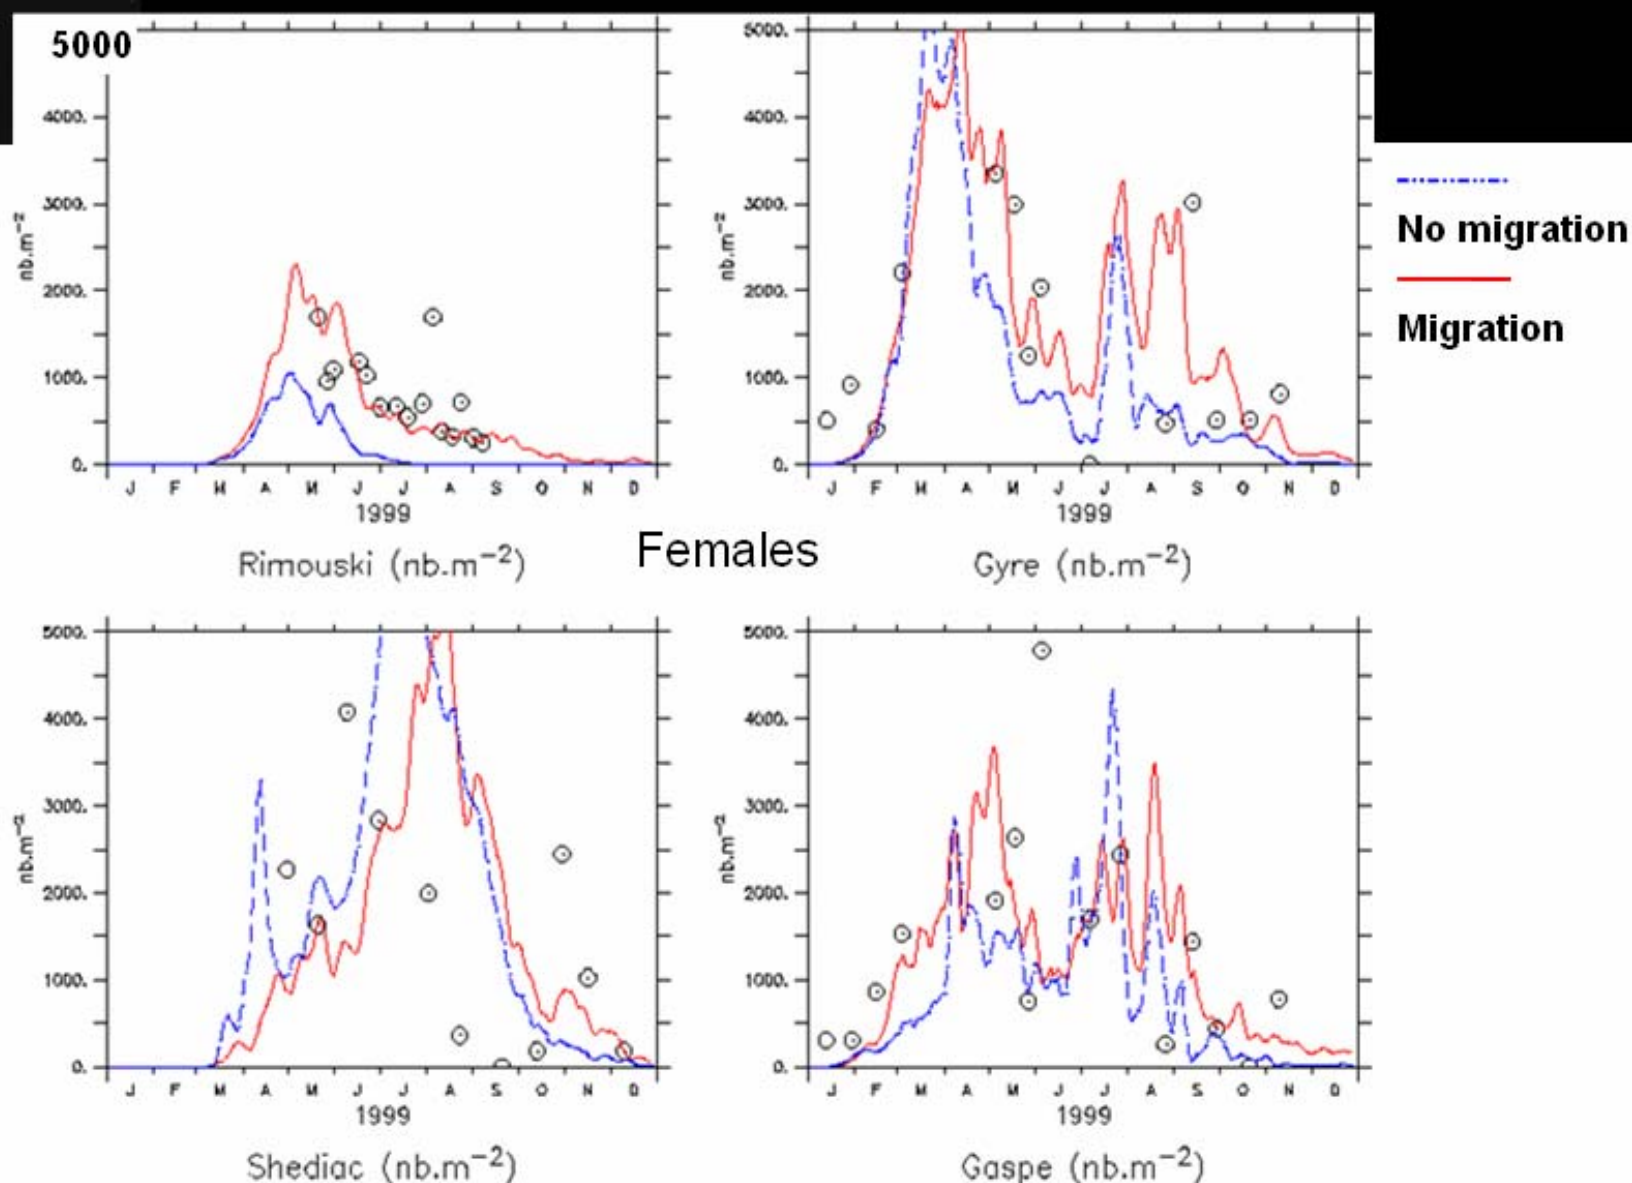 5000
4000.
3000.
2000.
1000.
0.
nb.m⁻²
J F M A M J J A S O N D
1999
Rimouski (nb.m⁻²)
5000.
4000.
3000.
2000.
1000.
0.
nb.m⁻²
J F M A M J J A S O N D
1999
Gyre (nb.m⁻²)
No migration
Migration
Females
5000.
4000.
3000.
2000.
1000.
0.
nb.m⁻²
J F M A M J J A S O N D
1999
Shediac (nb.m⁻²)
5000.
4000.
3000.
2000.
1000.
0.
nb.m⁻²
J F M A M J J A S O N D
1999
Gaspe (nb.m⁻²)